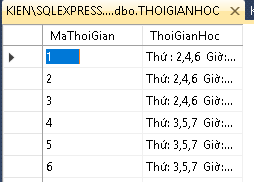 KIEN\SQLEXPRESS....dbo.THOIGIANHOC
MaThoiGian ThoiGianHoc
1 Thứ : 2,4,6 Giờ:...
2 Thứ: 2,4,6 Giờ:...
3 Thứ: 2,4,6 Giờ:...
4 Thứ: 3,5,7 Giờ:...
5 Thứ: 3,5,7 Giờ:...
6 Thứ: 3,5,7 Giờ:...